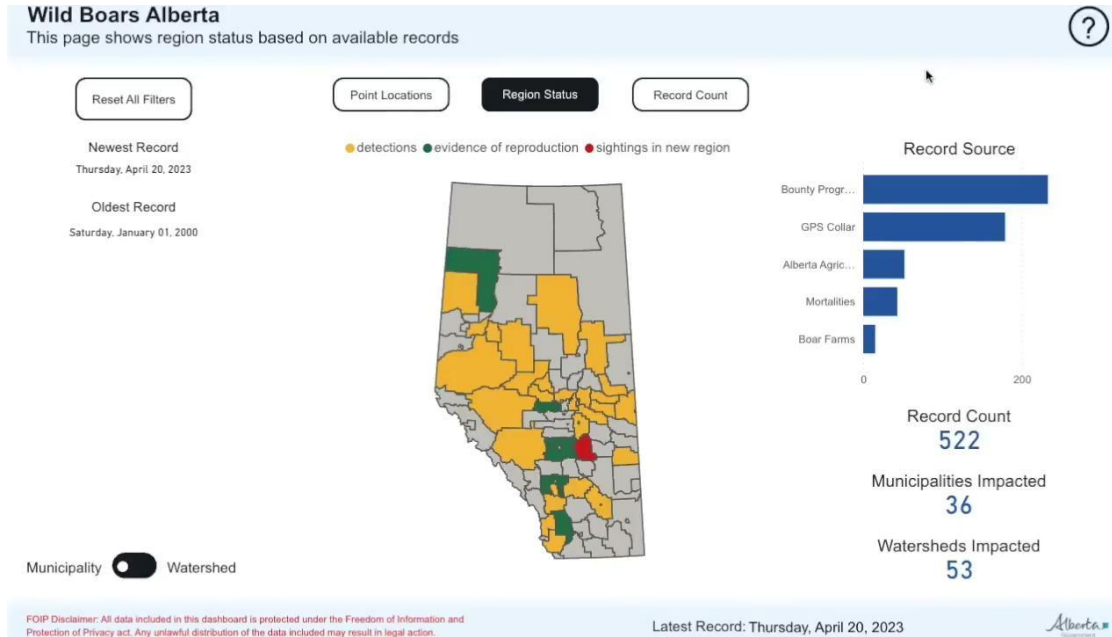 Wild Boars Alberta
This page shows region status based on available records
?
Reset All Filters
Point Locations
Region Status
Record Count
Newest Record
Thursday, April 20, 2023
Oldest Record
Saturday, January 01, 2000
detections
evidence of reproduction
sightings in new region
Record Source
Bounty Progr...
GPS Collar
Alberta Agric...
Mortalities
Boar Farms
0
200
Record Count
522
Municipalities Impacted
36
Watersheds Impacted
53
Municipality
Watershed
FOIP Disclaimer: All data included in this dashboard is protected under the Freedom of Information and
Protection of Privacy act. Any unlawful distribution of the data included may result in legal action.
Latest Record: Thursday, April 20, 2023
Alberta
Government